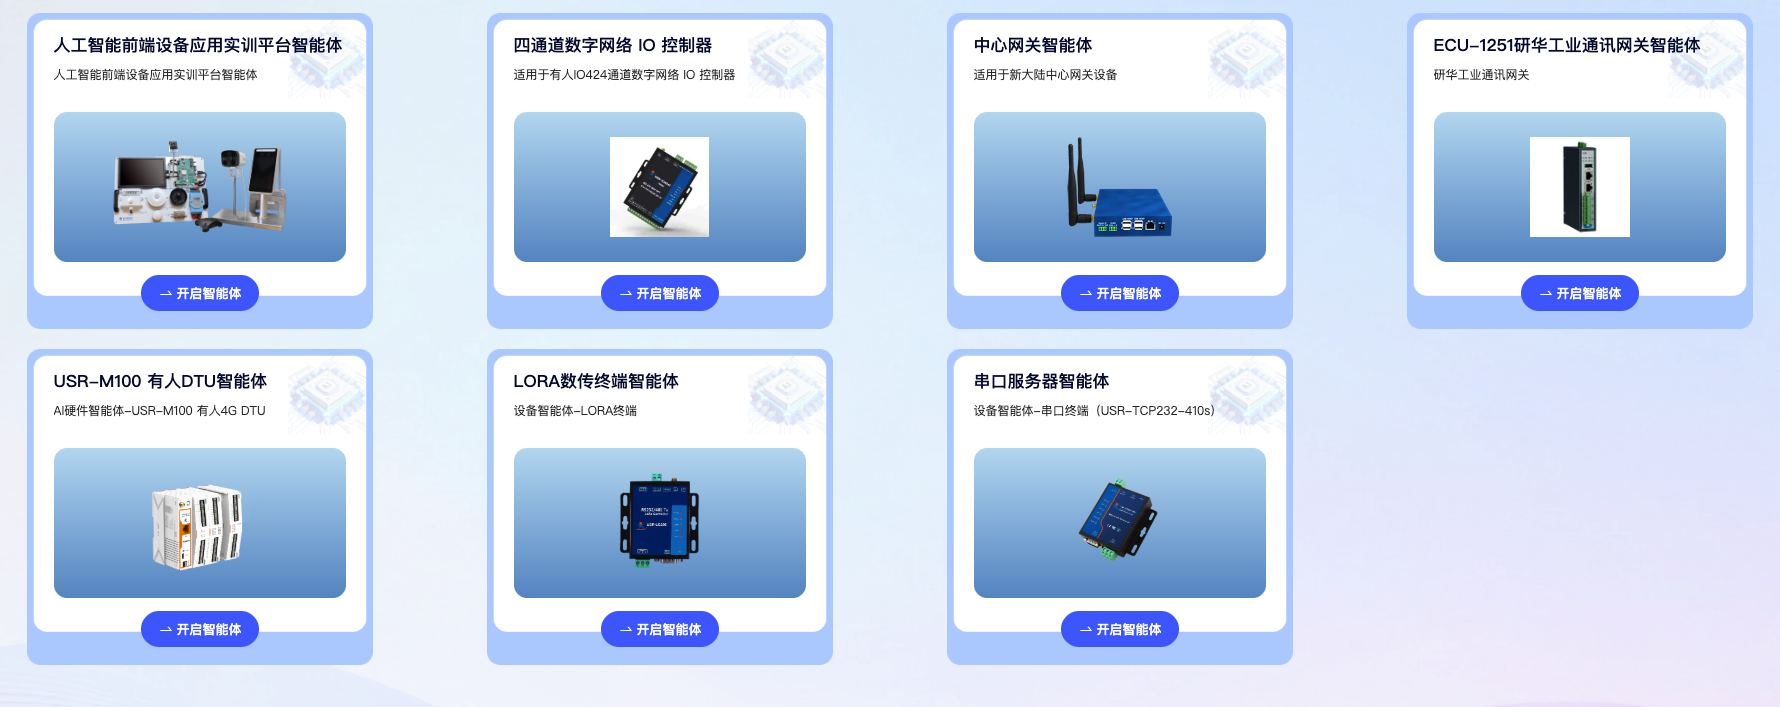 人工智能前端设备应用实训平台智能体
人工智能前端设备应用实训平台智能体
开启智能体
四通道数字网络 IO 控制器
适用于有人IO424通道数字网络 IO 控制器
开启智能体
中心网关智能体
适用于新大陆中心网关设备
开启智能体
ECU-1251研华工业通讯网关智能体
研华工业通讯网关
开启智能体
USR-M100 有人DTU智能体
AI硬件智能体-USR-M100 有人4G DTU
开启智能体
LORA数传终端智能体
设备智能体-LORA终端
开启智能体
串口服务器智能体
设备智能体-串口终端（USR-TCP232-410s）
开启智能体